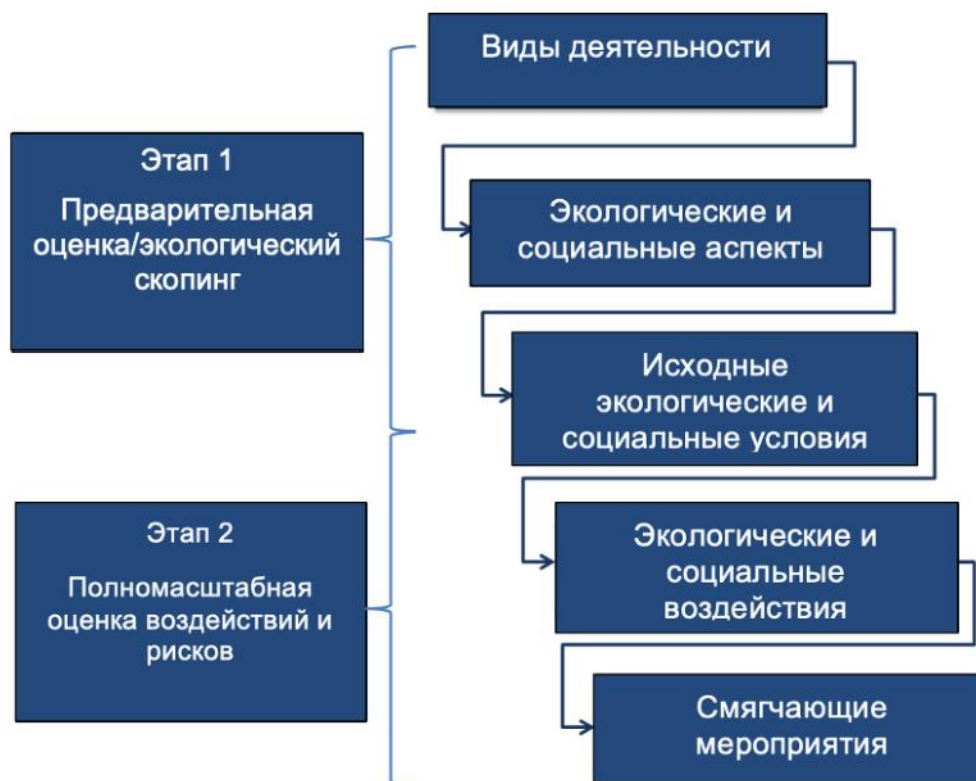 Виды деятельности
Этап 1
Предварительная
оценка/экологический
скопинг
Экологические и
социальные аспекты
Исходные
экологические и
социальные условия
Этап 2
Полномасштабная
оценка воздействий и
рисков
Экологические и
социальные
воздействия
Смягчающие
мероприятия